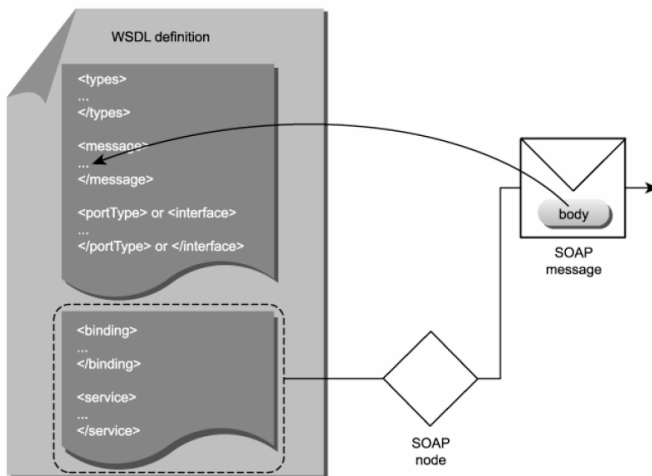 WSDL definition
<types>
...
</types>
<message>
...
</message>
<portType> or <interface>
...
</portType> or </interface>
<binding>
...
</binding>
<service>
...
</service>
body
SOAP
message
SOAP
node